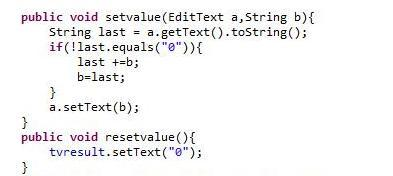 public void setvalue(EditText a,String b){
String last = a.getText().toString();
if(!last.equals("0")){
last +=b;
b=last;
}
a.setText(b);
}
public void resetvalue(){
tvresult.setText("0");
}